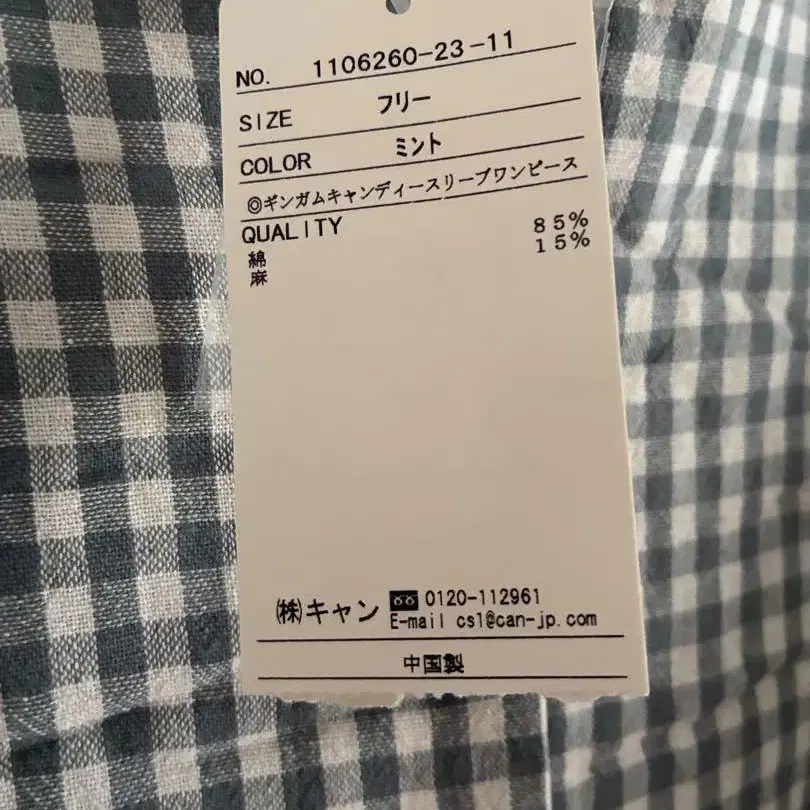 NO. 1106260-23-11
SIZE フリー
COLOR ミント
◎ギンガムキャンディースリーブワンピース
QUALITY
綿 85%
麻 15%
㈱キャン 0120-112961
E-mail cs1@can-jp.com
中国製